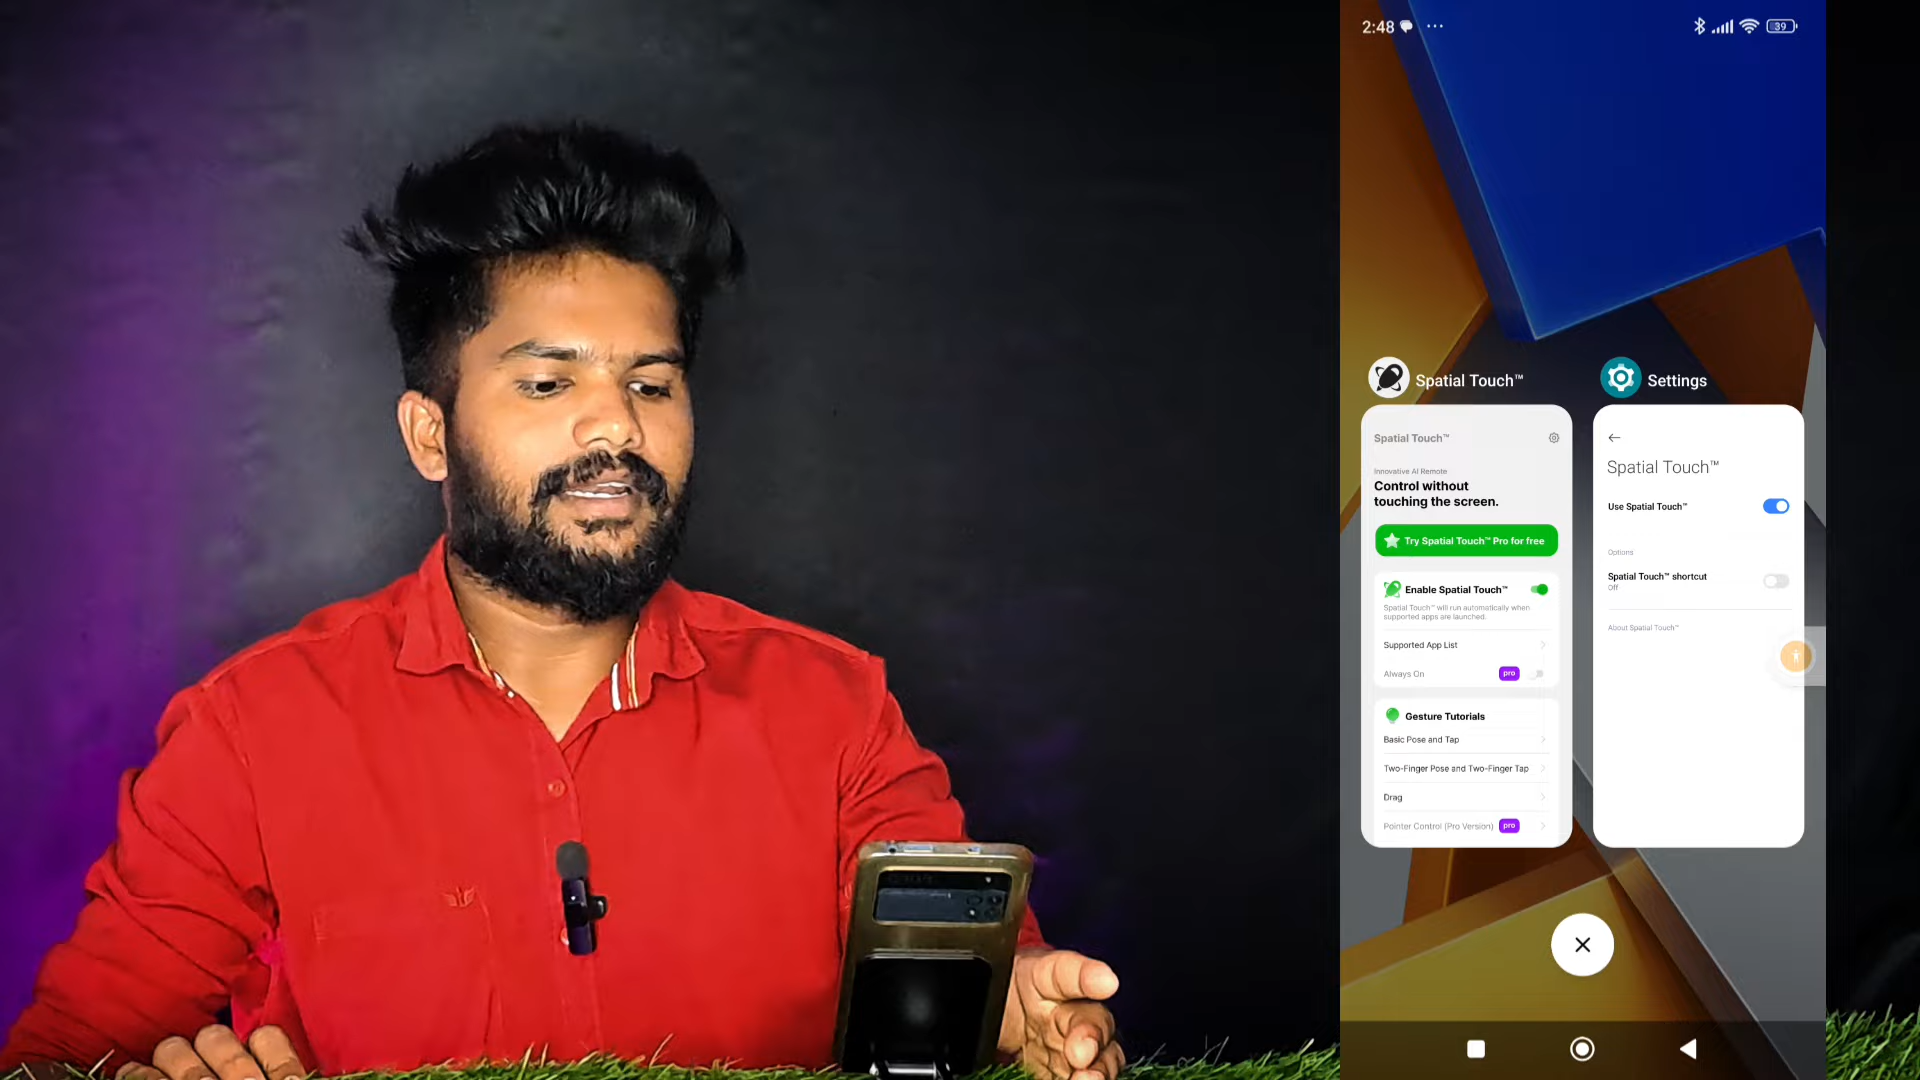 2:48
39
Spatial Touch™
Settings
Spatial Touch™
Innovative AI Remote
Control without
touching the screen.
Try Spatial Touch™ Pro for free
Enable Spatial Touch™
Spatial Touch™ will run automatically when
supported apps are launched.
Supported App List
Always On pro
Gesture Tutorials
Basic Pose and Tap
Two-Finger Pose and Two-Finger Tap
Drag
Pointer Control (Pro Version) pro
Spatial Touch™
Use Spatial Touch™
Options
Spatial Touch™ shortcut
Off
About Spatial Touch™